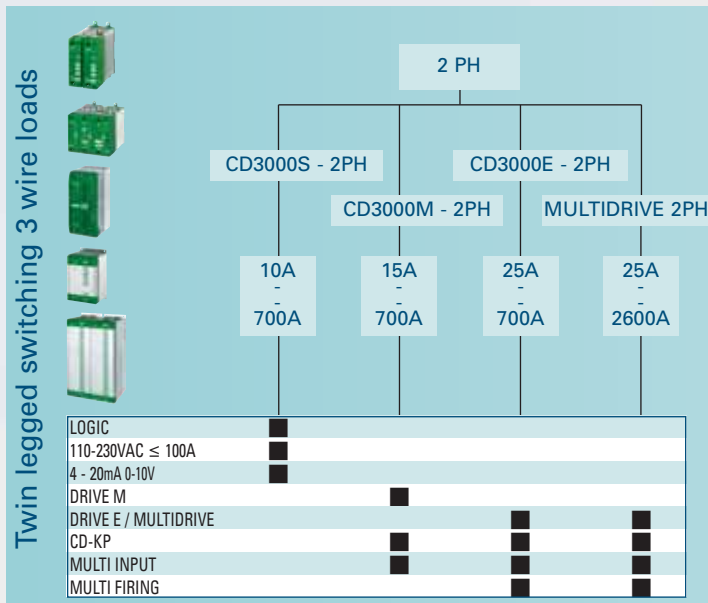 Twin legged switching 3 wire loads
2 PH
CD3000S - 2PH
CD3000E - 2PH
CD3000M - 2PH
MULTIDRIVE 2PH
10A
-
-
700A
15A
-
-
700A
25A
-
-
700A
25A
-
-
2600A
LOGIC
110-230VAC ≤ 100A
4 - 20mA 0-10V
DRIVE M
DRIVE E / MULTIDRIVE
CD-KP
MULTI INPUT
MULTI FIRING